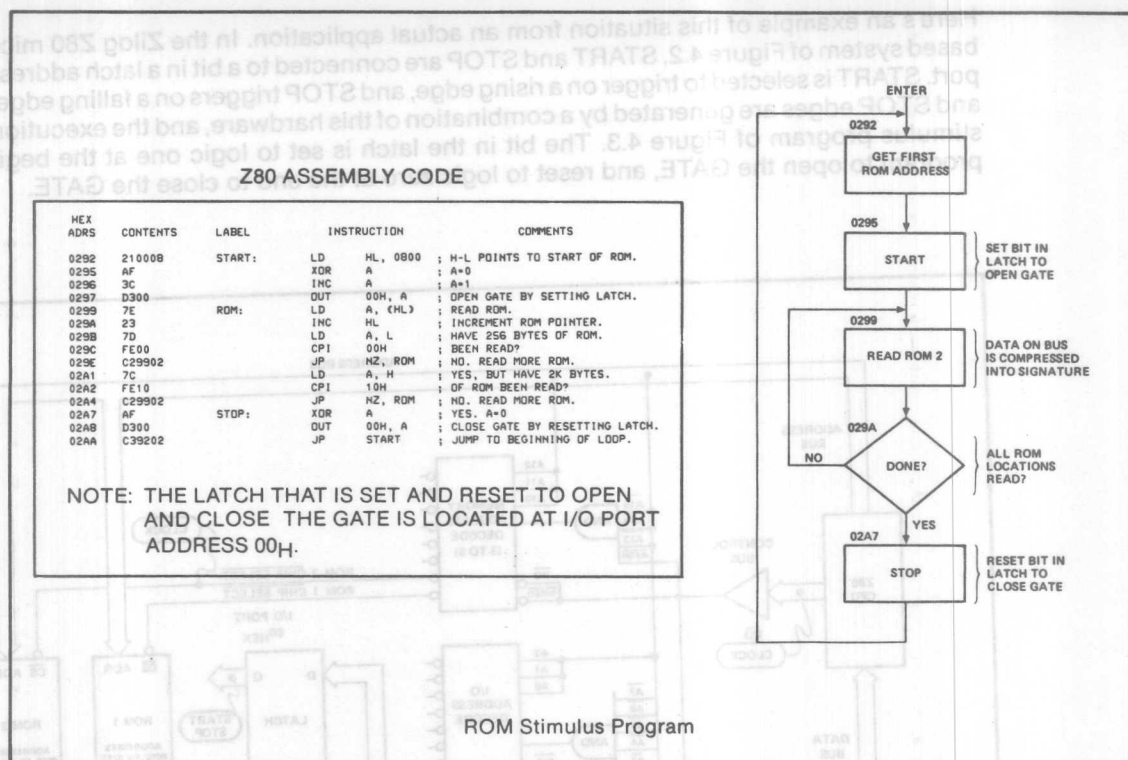 Z80 ASSEMBLY CODE
HEX
ADRS CONTENTS LABEL INSTRUCTION COMMENTS
0292 210008 START: LD HL, 0800 ; H-L POINTS TO START OF ROM.
0295 AF XOR A ; A=0
0296 3C INC A ; A=1
0297 D300 OUT 00H, A ; OPEN GATE BY SETTING LATCH.
0299 7E ROM: LD A, (HL) ; READ ROM.
029A 23 INC HL ; INCREMENT ROM POINTER.
029B 7D LD A, L ; HAVE 256 BYTES OF ROM.
029C FE00 CPI 00H ; BEEN READ?
029E C29902 JP NZ, ROM ; NO. READ MORE ROM.
02A1 7C LD A, H ; YES, BUT HAVE 2K BYTES.
02A2 FE10 CPI 10H ; OF ROM BEEN READ?
02A4 C29902 JP NZ, ROM ; NO. READ MORE ROM.
02A7 AF STOP: XOR A ; YES. A=0
02A8 D300 OUT 00H, A ; CLOSE GATE BY RESETTING LATCH.
02AA C39202 JP START ; JUMP TO BEGINNING OF LOOP.
NOTE: THE LATCH THAT IS SET AND RESET TO OPEN
AND CLOSE THE GATE IS LOCATED AT I/O PORT
ADDRESS 00H.
ENTER
0292
GET FIRST
ROM ADDRESS
0295
START
SET BIT IN
LATCH TO
OPEN GATE
0299
READ ROM 2
DATA ON BUS
IS COMPRESSED
INTO SIGNATURE
029A
NO
DONE?
ALL ROM
LOCATIONS
READ?
YES
02A7
STOP
RESET BIT IN
LATCH TO
CLOSE GATE
ROM Stimulus Program